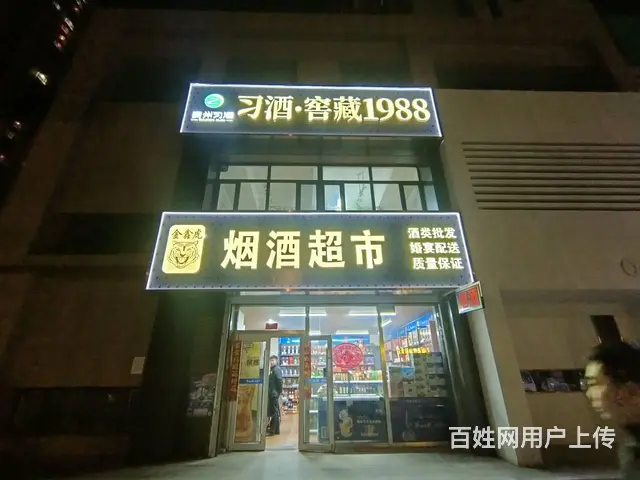 贵州习酒
习酒·窖藏1988
金鑫虎
烟酒超市
酒类批发
婚宴配送
质量保证
百姓网用户上传